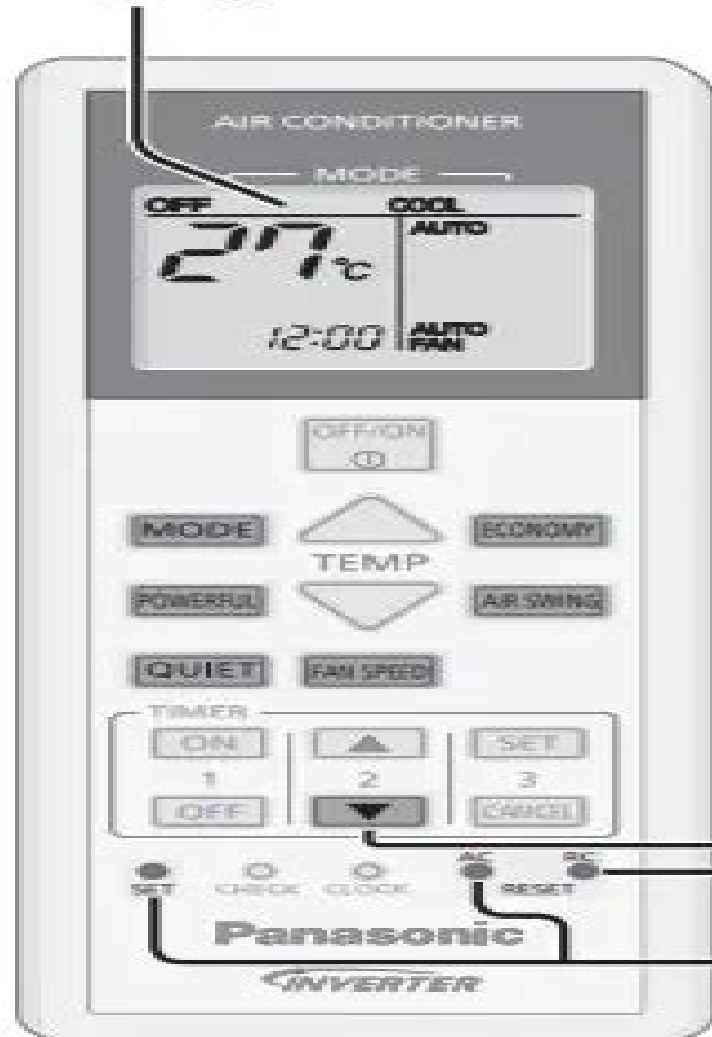 AIR CONDITIONER
MODE
OFF COOL
27°C AUTO
12:00 AUTO
FAN
OFF/ON
MODE ECONOMY
TEMP
POWERFUL AIR SWING
QUIET FAN SPEED
TIMER
ON ▲ SET
1 2 3
OFF ▼ CANCEL
AC RC
SET CHECK CLOCK RESET
Panasonic
INVERTER